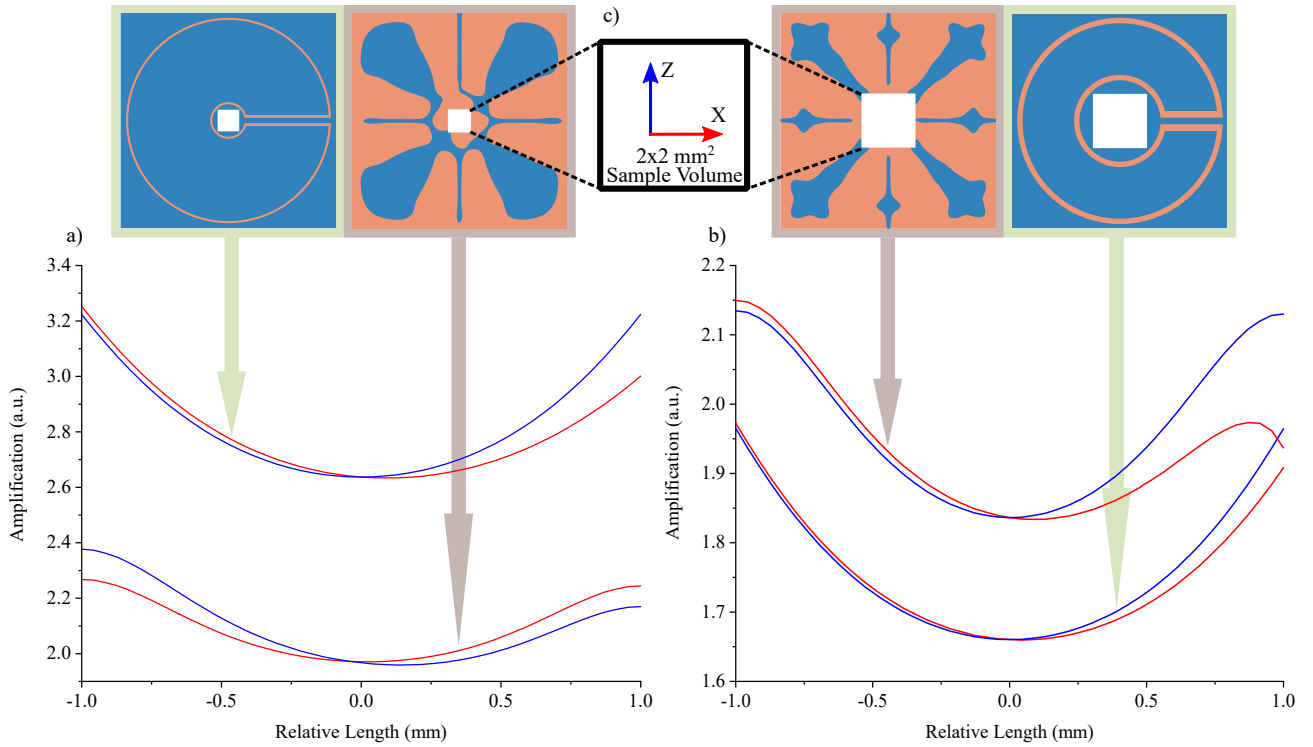 c)
Z
X
2x2 mm²
Sample Volume
a)
b)
3.4
3.2
3.0
2.8
2.6
2.4
2.2
2.0
Amplification (a.u.)
-1.0
-0.5
0.0
0.5
1.0
Relative Length (mm)
2.2
2.1
2.0
1.9
1.8
1.7
1.6
Amplification (a.u.)
-1.0
-0.5
0.0
0.5
1.0
Relative Length (mm)